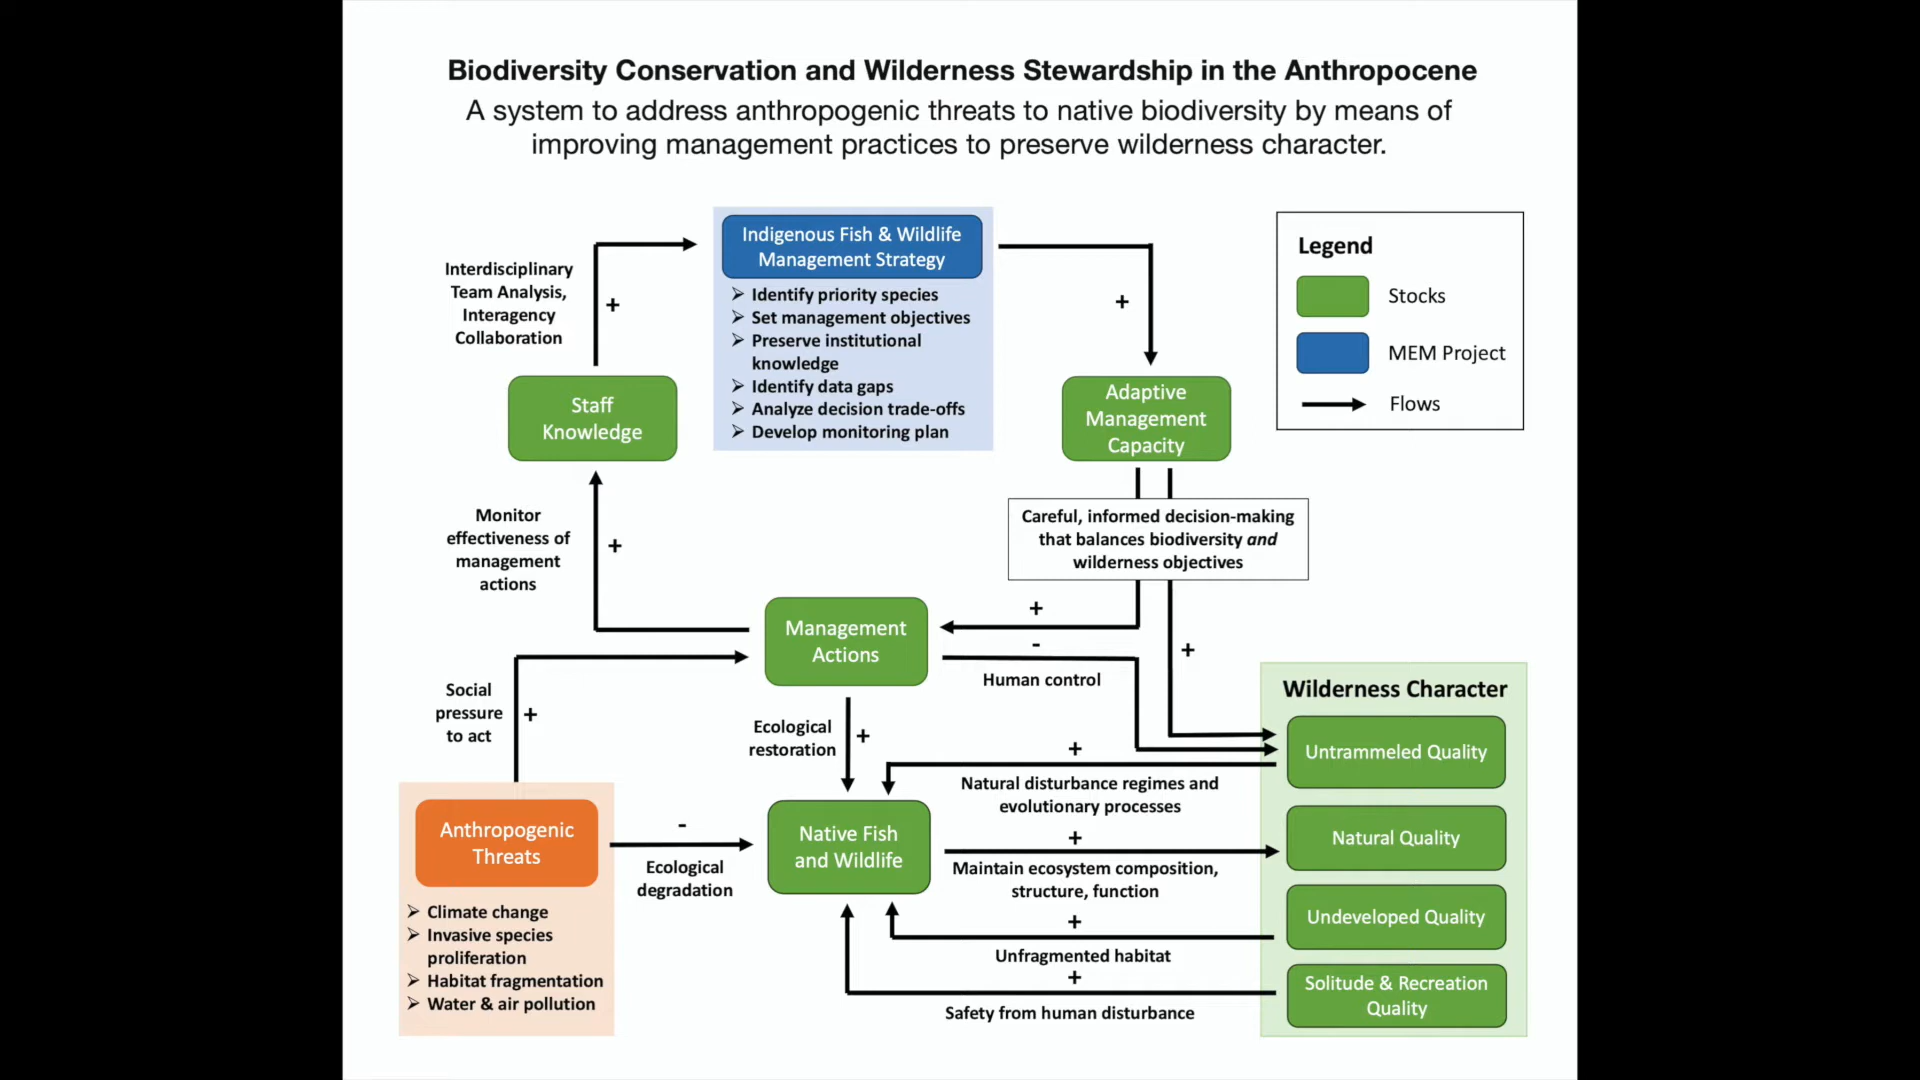 Biodiversity Conservation and Wilderness Stewardship in the Anthropocene
A system to address anthropogenic threats to native biodiversity by means of
improving management practices to preserve wilderness character.
Interdisciplinary
Team Analysis,
Interagency
Collaboration
+
Indigenous Fish & Wildlife
Management Strategy
➢ Identify priority species
➢ Set management objectives
➢ Preserve institutional
knowledge
➢ Identify data gaps
➢ Analyze decision trade-offs
➢ Develop monitoring plan
+
Legend
Stocks
MEM Project
Flows
Staff
Knowledge
Adaptive
Management
Capacity
Careful, informed decision-making
that balances biodiversity and
wilderness objectives
Monitor
effectiveness of
management
actions
+
Management
Actions
+
-
Human control
+
Social
pressure
to act
+
Ecological
restoration
+
Wilderness Character
Untrammeled Quality
+
Natural disturbance regimes and
evolutionary processes
Anthropogenic
Threats
➢ Climate change
➢ Invasive species
proliferation
➢ Habitat fragmentation
➢ Water & air pollution
-
Ecological
degradation
Native Fish
and Wildlife
+
Maintain ecosystem composition,
structure, function
Natural Quality
+
Unfragmented habitat
Undeveloped Quality
+
Safety from human disturbance
Solitude & Recreation
Quality